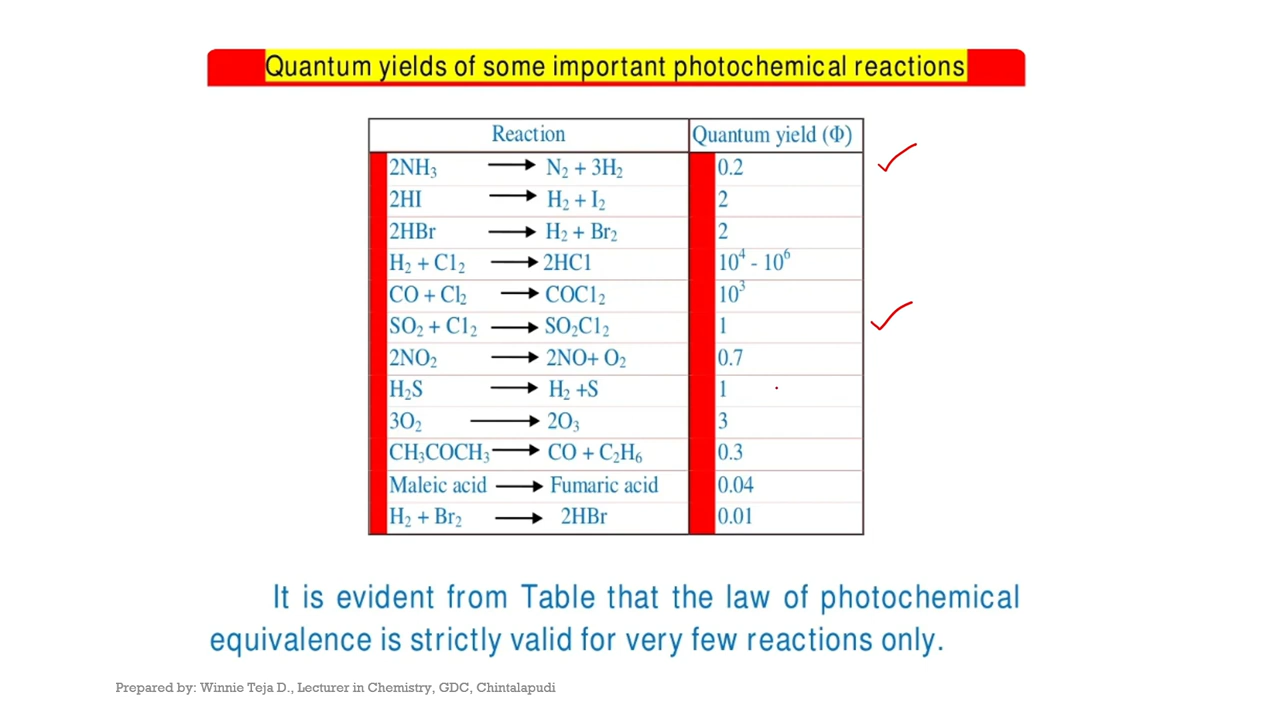 Quantum yields of some important photochemical reactions
Reaction Quantum yield (Φ)
2NH₃ ⟶ N₂ + 3H₂ 0.2
2HI ⟶ H₂ + I₂ 2
2HBr ⟶ H₂ + Br₂ 2
H₂ + Cl₂ ⟶ 2HCl 10⁴ - 10⁶
CO + Cl₂ ⟶ COCl₂ 10³
SO₂ + Cl₂ ⟶ SO₂Cl₂ 1
2NO₂ ⟶ 2NO+ O₂ 0.7
H₂S ⟶ H₂ +S 1
3O₂ ⟶ 2O₃ 3
CH₃COCH₃ ⟶ CO + C₂H₆ 0.3
Maleic acid ⟶ Fumaric acid 0.04
H₂ + Br₂ ⟶ 2HBr 0.01
It is evident from Table that the law of photochemical
equivalence is strictly valid for very few reactions only.
Prepared by: Winnie Teja D., Lecturer in Chemistry, GDC, Chintalapudi